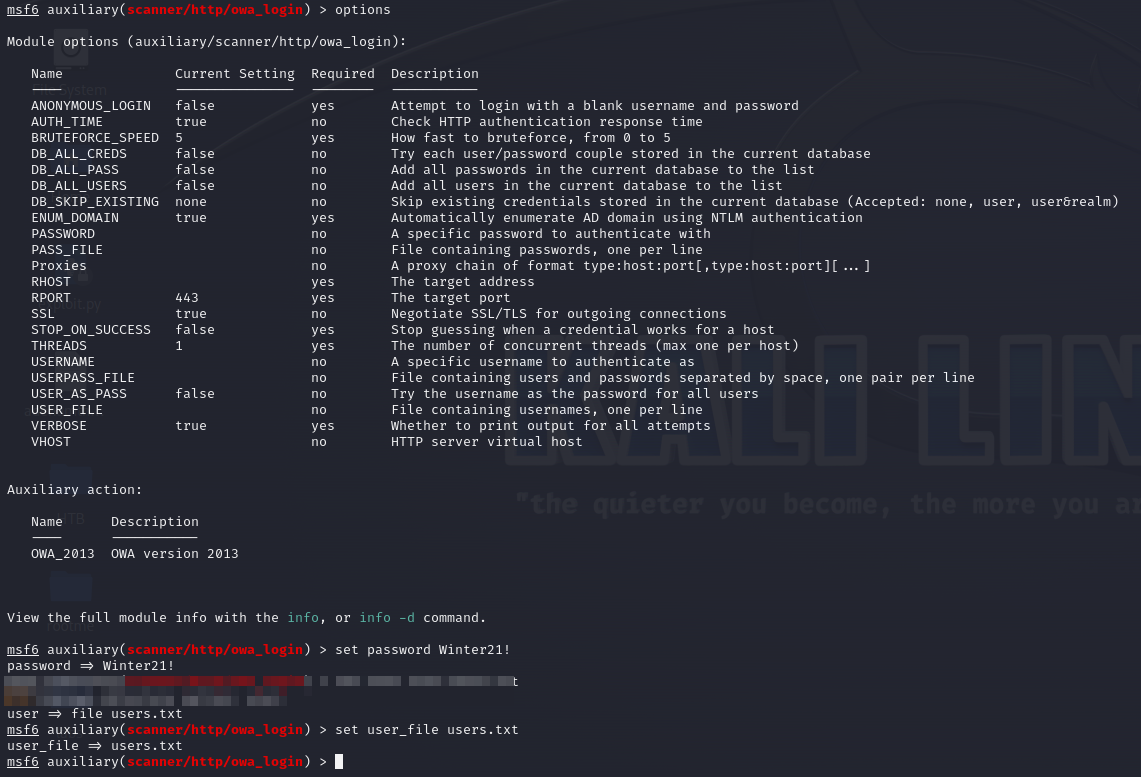 msf6 auxiliary(scanner/http/owa_login) > options
Module options (auxiliary/scanner/http/owa_login):
Name Current Setting Required Description
ANONYMOUS_LOGIN false yes Attempt to login with a blank username and password
AUTH_TIME true no Check HTTP authentication response time
BRUTEFORCE_SPEED 5 yes How fast to bruteforce, from 0 to 5
DB_ALL_CREDS false no Try each user/password couple stored in the current database
DB_ALL_PASS false no Add all passwords in the current database to the list
DB_ALL_USERS false no Add all users in the current database to the list
DB_SKIP_EXISTING none no Skip existing credentials stored in the current database (Accepted: none, user, user&realm)
ENUM_DOMAIN true yes Automatically enumerate AD domain using NTLM authentication
PASSWORD no A specific password to authenticate with
PASS_FILE no File containing passwords, one per line
Proxies no A proxy chain of format type:host:port[,type:host:port][...]
RHOST yes The target address
RPORT 443 yes The target port
SSL true no Negotiate SSL/TLS for outgoing connections
STOP_ON_SUCCESS false yes Stop guessing when a credential works for a host
THREADS 1 yes The number of concurrent threads (max one per host)
USERNAME no A specific username to authenticate as
USERPASS_FILE no File containing users and passwords separated by space, one pair per line
USER_AS_PASS false no Try the username as the password for all users
USER_FILE no File containing usernames, one per line
VERBOSE true yes Whether to print output for all attempts
VHOST no HTTP server virtual host
KALI LIN
"the quieter you become, the more you ar
Auxiliary action:
Name Description
OWA_2013 OWA version 2013
View the full module info with the info, or info -d command.
msf6 auxiliary(scanner/http/owa_login) > set password Winter21!
password => Winter21!
user => file users.txt
msf6 auxiliary(scanner/http/owa_login) > set user_file users.txt
user_file => users.txt
msf6 auxiliary(scanner/http/owa_login) >